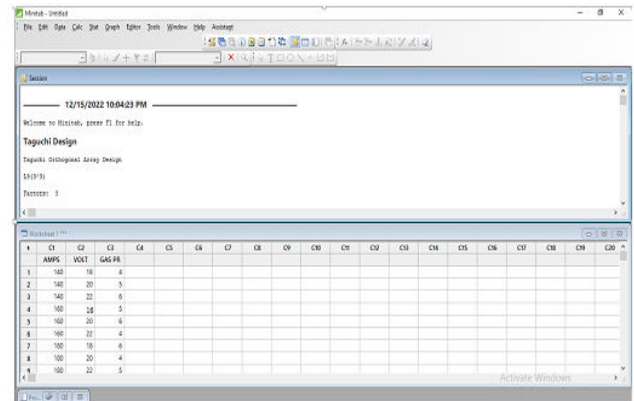 Minitab - Untitled
File Edit Data Calc Stat Graph Editor Tools Window Help Assistant
Session
12/15/2022 10:04:23 PM
Welcome to Minitab, press F1 for help.
Taguchi Design
Taguchi Orthogonal Array Design
L9(3^3)
Factors: 3
Worksheet 1 ***
C1 C2 C3 C4 C5 C6 C7 C8 C9 C10 C11 C12 C13 C14 C15 C16 C17 C18 C19 C20
AMPS VOLT GAS PR
1 140 18 4
2 140 20 5
3 140 22 6
4 160 18 5
5 160 20 6
6 160 22 4
7 180 18 6
8 180 20 4
9 180 22 5
Activate Windows